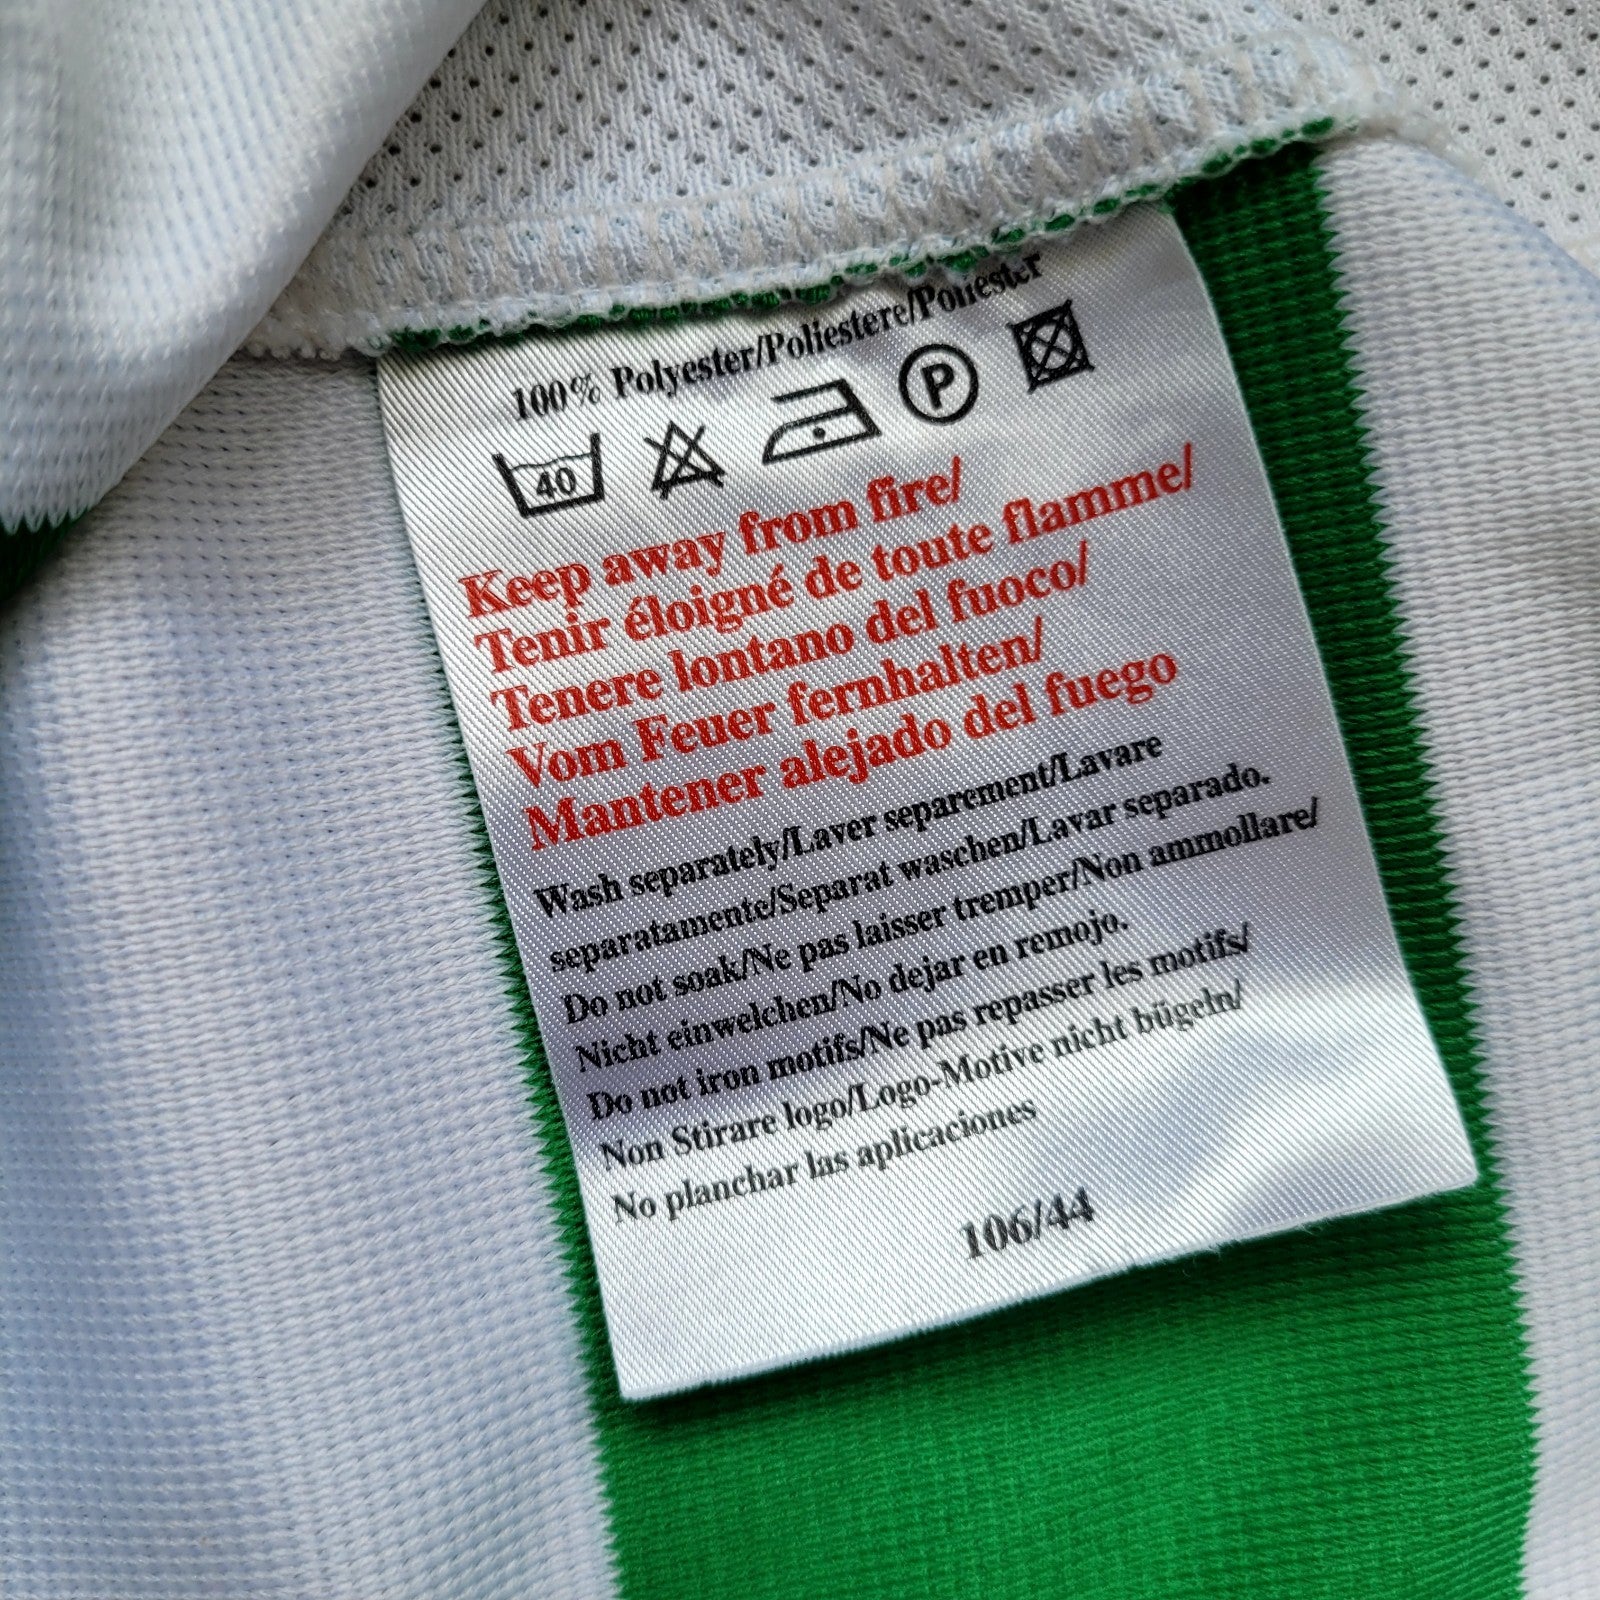 100% Polyester/Poliestere/Poliester
40
P
Keep away from fire/
Tenir éloigné de toute flamme/
Tenere lontano del fuoco/
Vom Feuer fernhalten/
Mantener alejado del fuego
Wash separately/Laver separement/Lavare
separatamente/Separat waschen/Lavar separado.
Do not soak/Ne pas laisser tremper/Non ammollare/
Nicht einwelchen/No dejar en remojo.
Do not iron motifs/Ne pas repasser les motifs/
Non Stirare logo/Logo-Motive nicht bügeln/
No planchar las aplicaciones
106/44